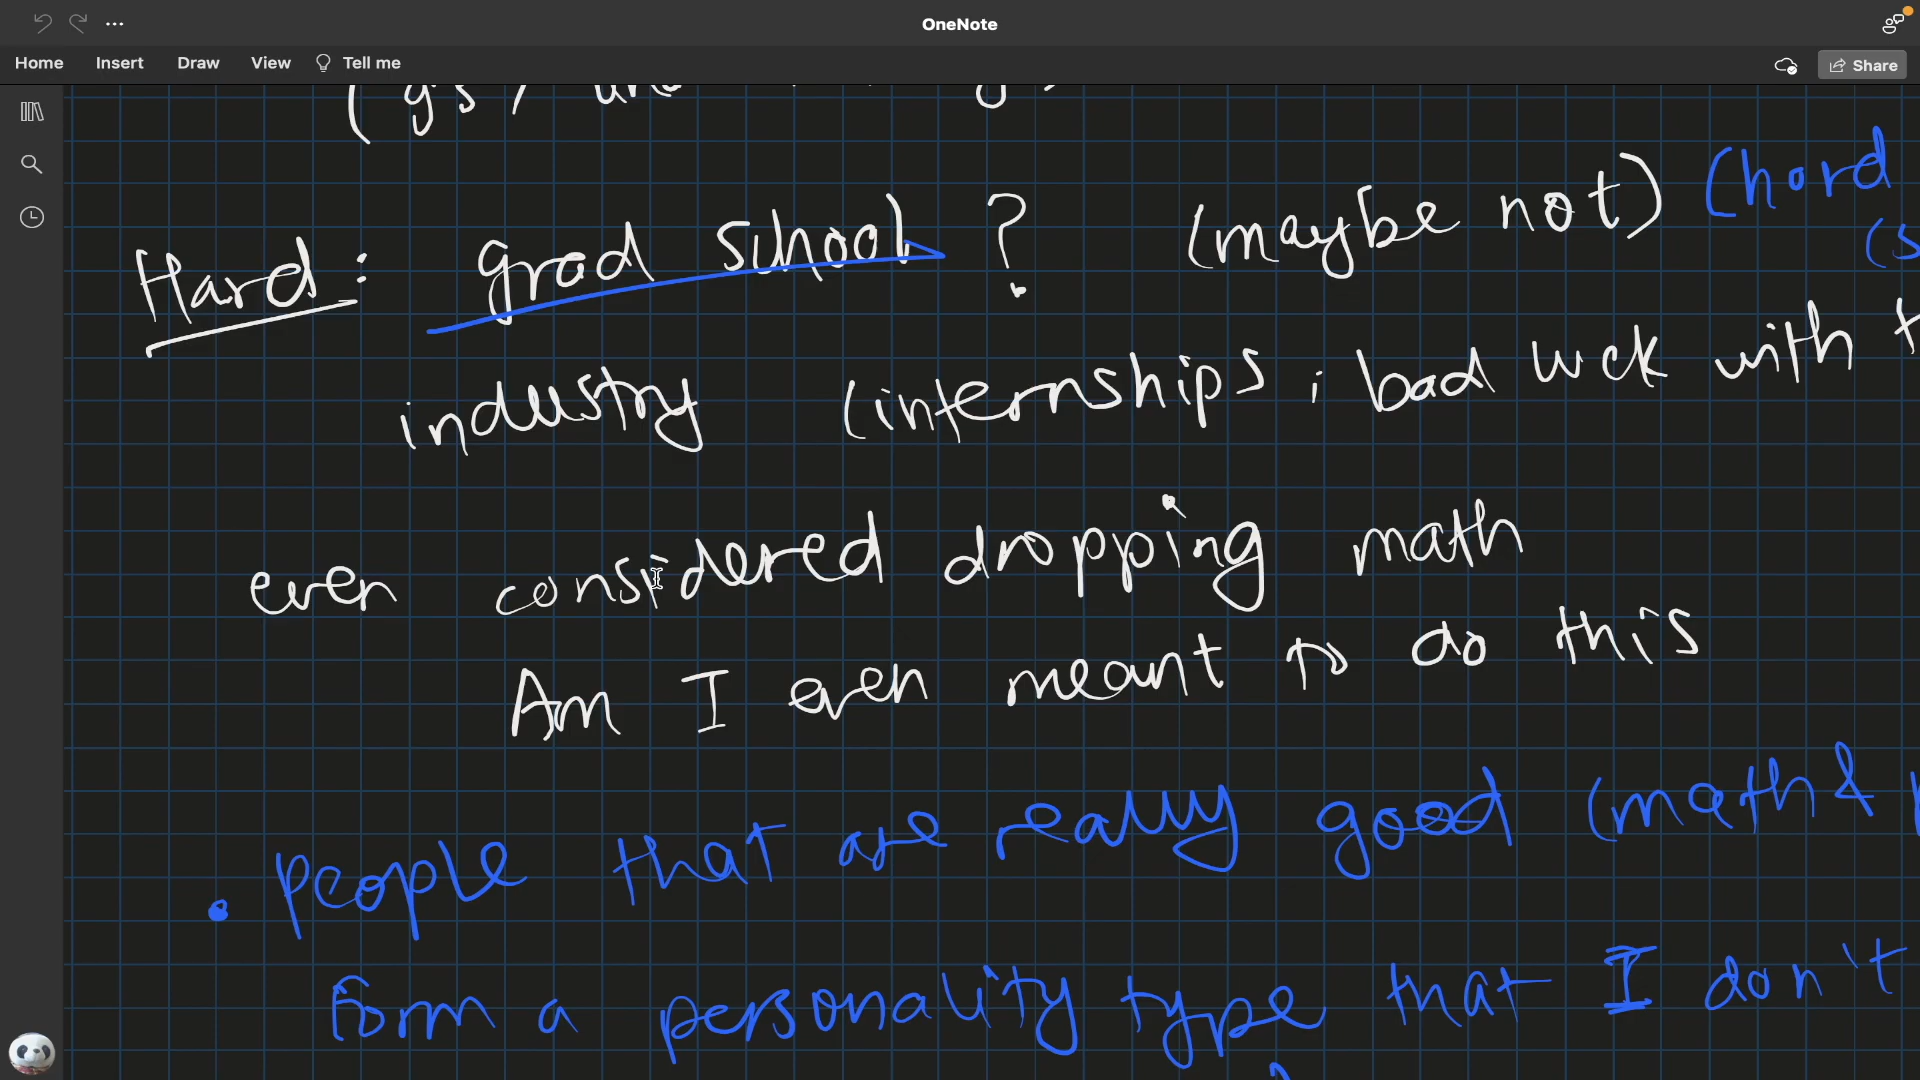 OneNote
Home Insert Draw View Tell me Share
Hard: grad school ? (maybe not) (hard
(s
industry (internships ; bad luck with t
even considered dropping math
Am I even meant to do this
• people that are really good (math &
form a personality type that I don't